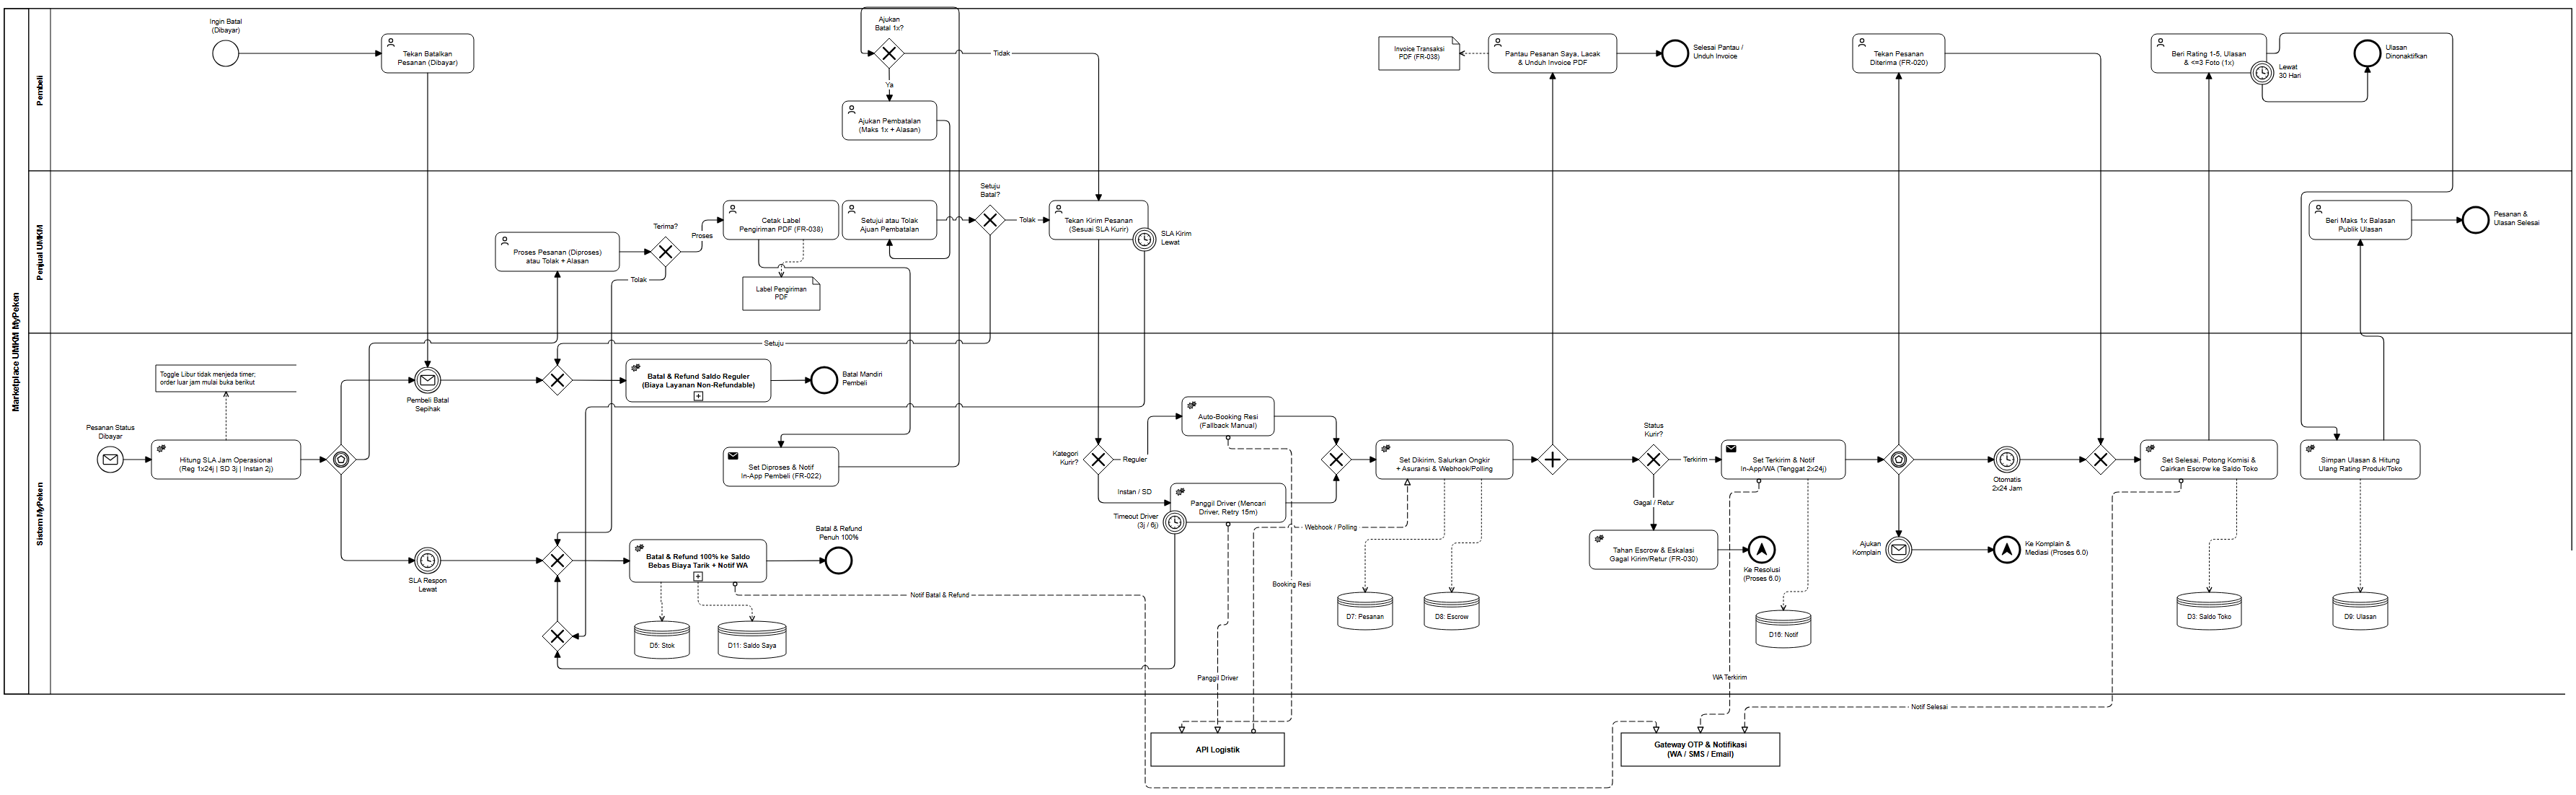 Marketplace UMKM MyPeken
Pembeli
Ingin Batal
(Dibayar)
Tekan Batalkan
Pesanan (Dibayar)
Ajukan
Batal 1x?
Tidak
Ya
Ajukan Pembatalan
(Maks 1x + Alasan)
Invoice Transaksi
PDF (FR-038)
Pantau Pesanan Saya, Lacak
& Unduh Invoice PDF
Selesai Pantau /
Unduh Invoice
Tekan Pesanan
Diterima (FR-020)
Beri Rating 1-5, Ulasan
& <=3 Foto (1x)
Lewat
30 Hari
Ulasan
Dinonaktifkan
Penjual UMKM
Proses Pesanan (Diproses)
atau Tolak + Alasan
Terima?
Proses
Tolak
Cetak Label
Pengiriman PDF (FR-038)
Label Pengiriman
PDF
Setujui atau Tolak
Ajuan Pembatalan
Setuju
Batal?
Tolak
Tekan Kirim Pesanan
(Sesuai SLA Kurir)
SLA Kirim
Lewat
Beri Maks 1x Balasan
Publik Ulasan
Pesanan &
Ulasan Selesai
Sistem MyPeken
Toggle Libur tidak menjeda timer;
order luar jam mulai buka berikut
Pesanan Status
Dibayar
Hitung SLA Jam Operasional
(Reg 1x24j | SD 3j | Instan 2j)
Pembeli Batal
Sepihak
Setuju
Batal & Refund Saldo Reguler
(Biaya Layanan Non-Refundable)
Batal Mandiri
Pembeli
SLA Respon
Lewat
Set Diproses & Notif
In-App Pembeli (FR-022)
Batal & Refund 100% ke Saldo
Bebas Biaya Tarik + Notif WA
Batal & Refund
Penuh 100%
Notif Batal & Refund
D5: Stok
D11: Saldo Saya
Kategori
Kurir?
Reguler
Instan / SD
Auto-Booking Resi
(Fallback Manual)
Panggil Driver (Mencari
Driver, Retry 15m)
Timeout Driver
(3j / 6j)
Webhook / Polling
Booking Resi
Panggil Driver
Set Dikirim, Salurkan Ongkir
+ Asuransi & Webhook/Polling
D7: Pesanan
D8: Escrow
Status
Kurir?
Terkirim
Gagal / Retur
Tahan Escrow & Eskalasi
Gagal Kirim/Retur (FR-030)
Ke Resolusi
(Proses 6.0)
Set Terkirim & Notif
In-App/WA (Tenggat 2x24j)
D16: Notif
WA Terkirim
Otomatis
2x24 Jam
Ajukan
Komplain
Ke Komplain &
Mediasi (Proses 6.0)
Set Selesai, Potong Komisi &
Cairkan Escrow ke Saldo Toko
D3: Saldo Toko
Notif Selesai
Simpan Ulasan & Hitung
Ulang Rating Produk/Toko
D9: Ulasan
API Logistik
Gateway OTP & Notifikasi
(WA / SMS / Email)